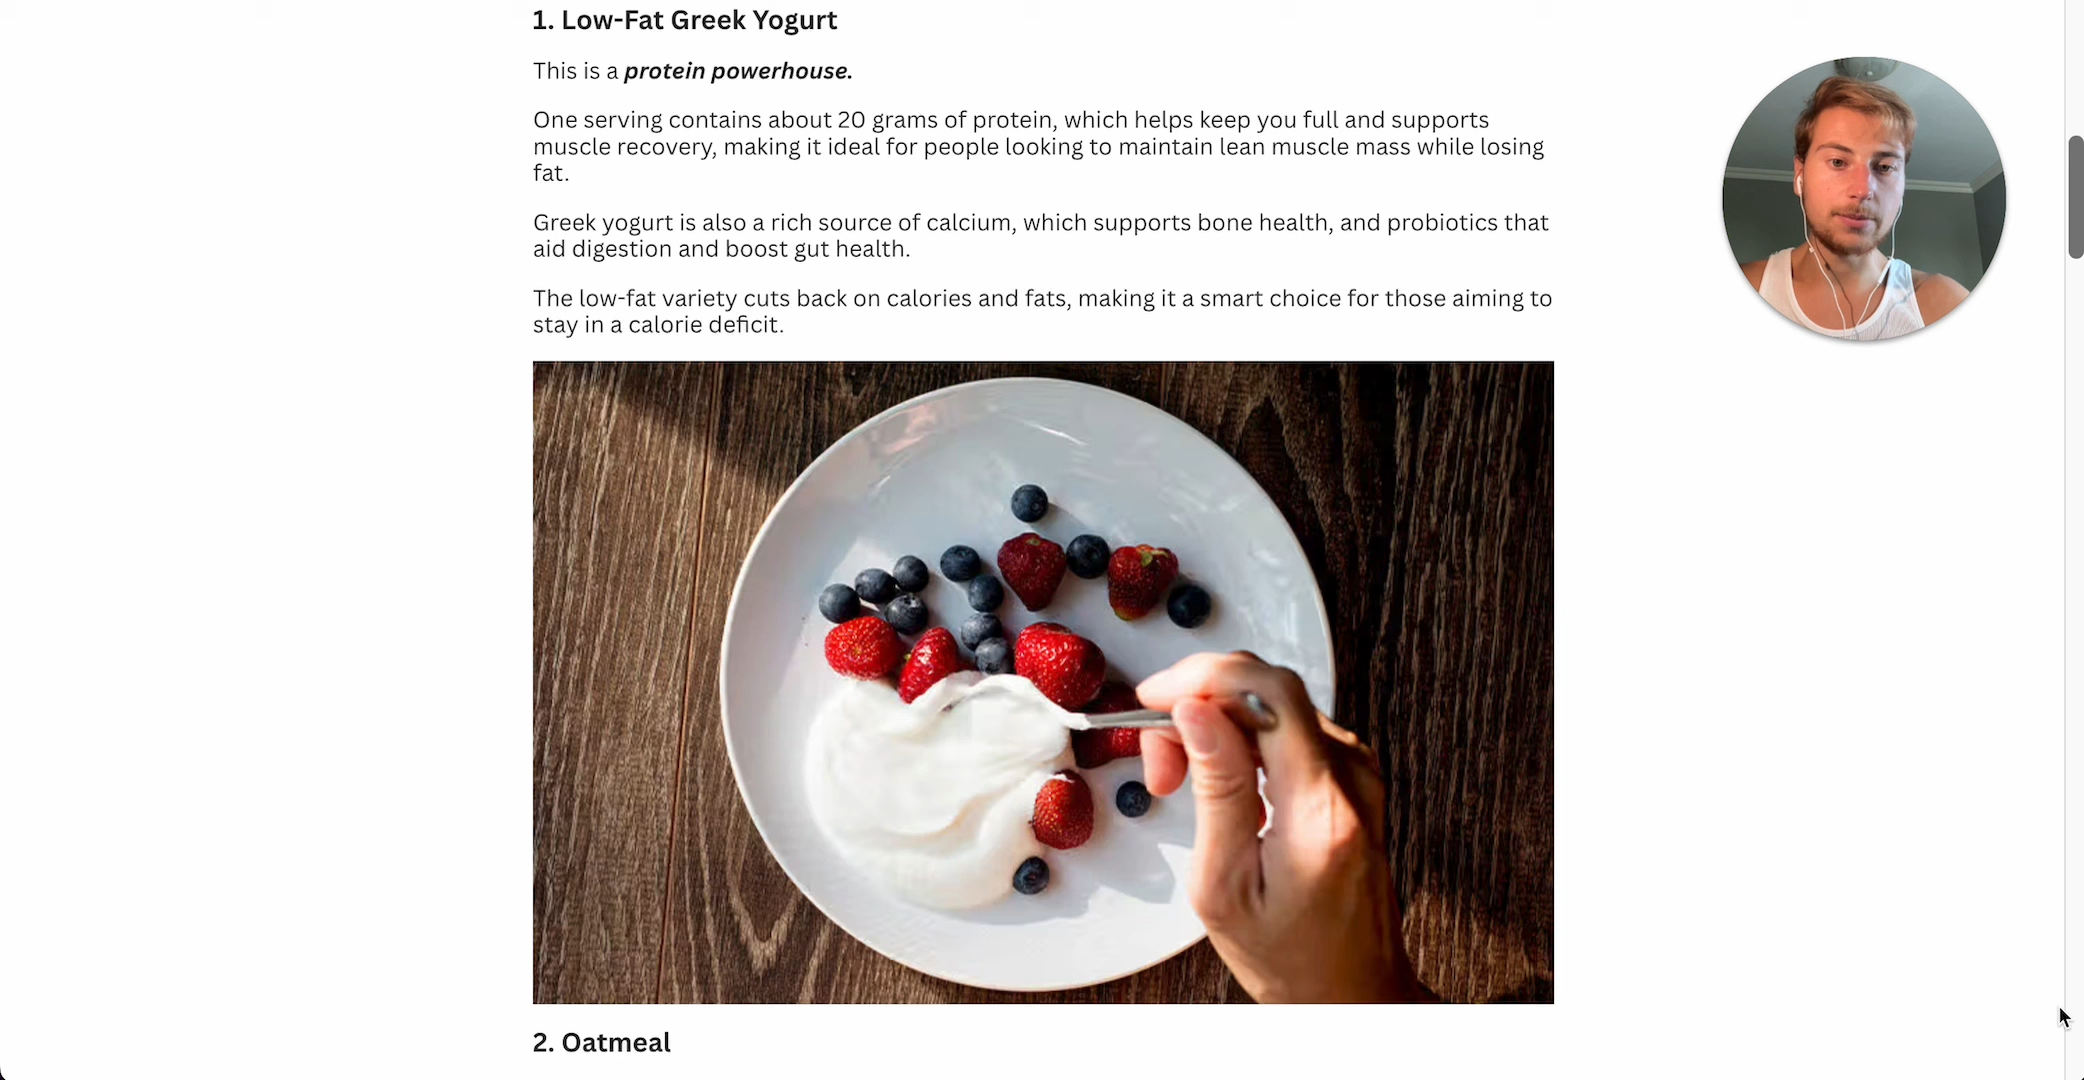 1. Low-Fat Greek Yogurt
This is a protein powerhouse.
One serving contains about 20 grams of protein, which helps keep you full and supports
muscle recovery, making it ideal for people looking to maintain lean muscle mass while losing
fat.
Greek yogurt is also a rich source of calcium, which supports bone health, and probiotics that
aid digestion and boost gut health.
The low-fat variety cuts back on calories and fats, making it a smart choice for those aiming to
stay in a calorie deficit.
2. Oatmeal